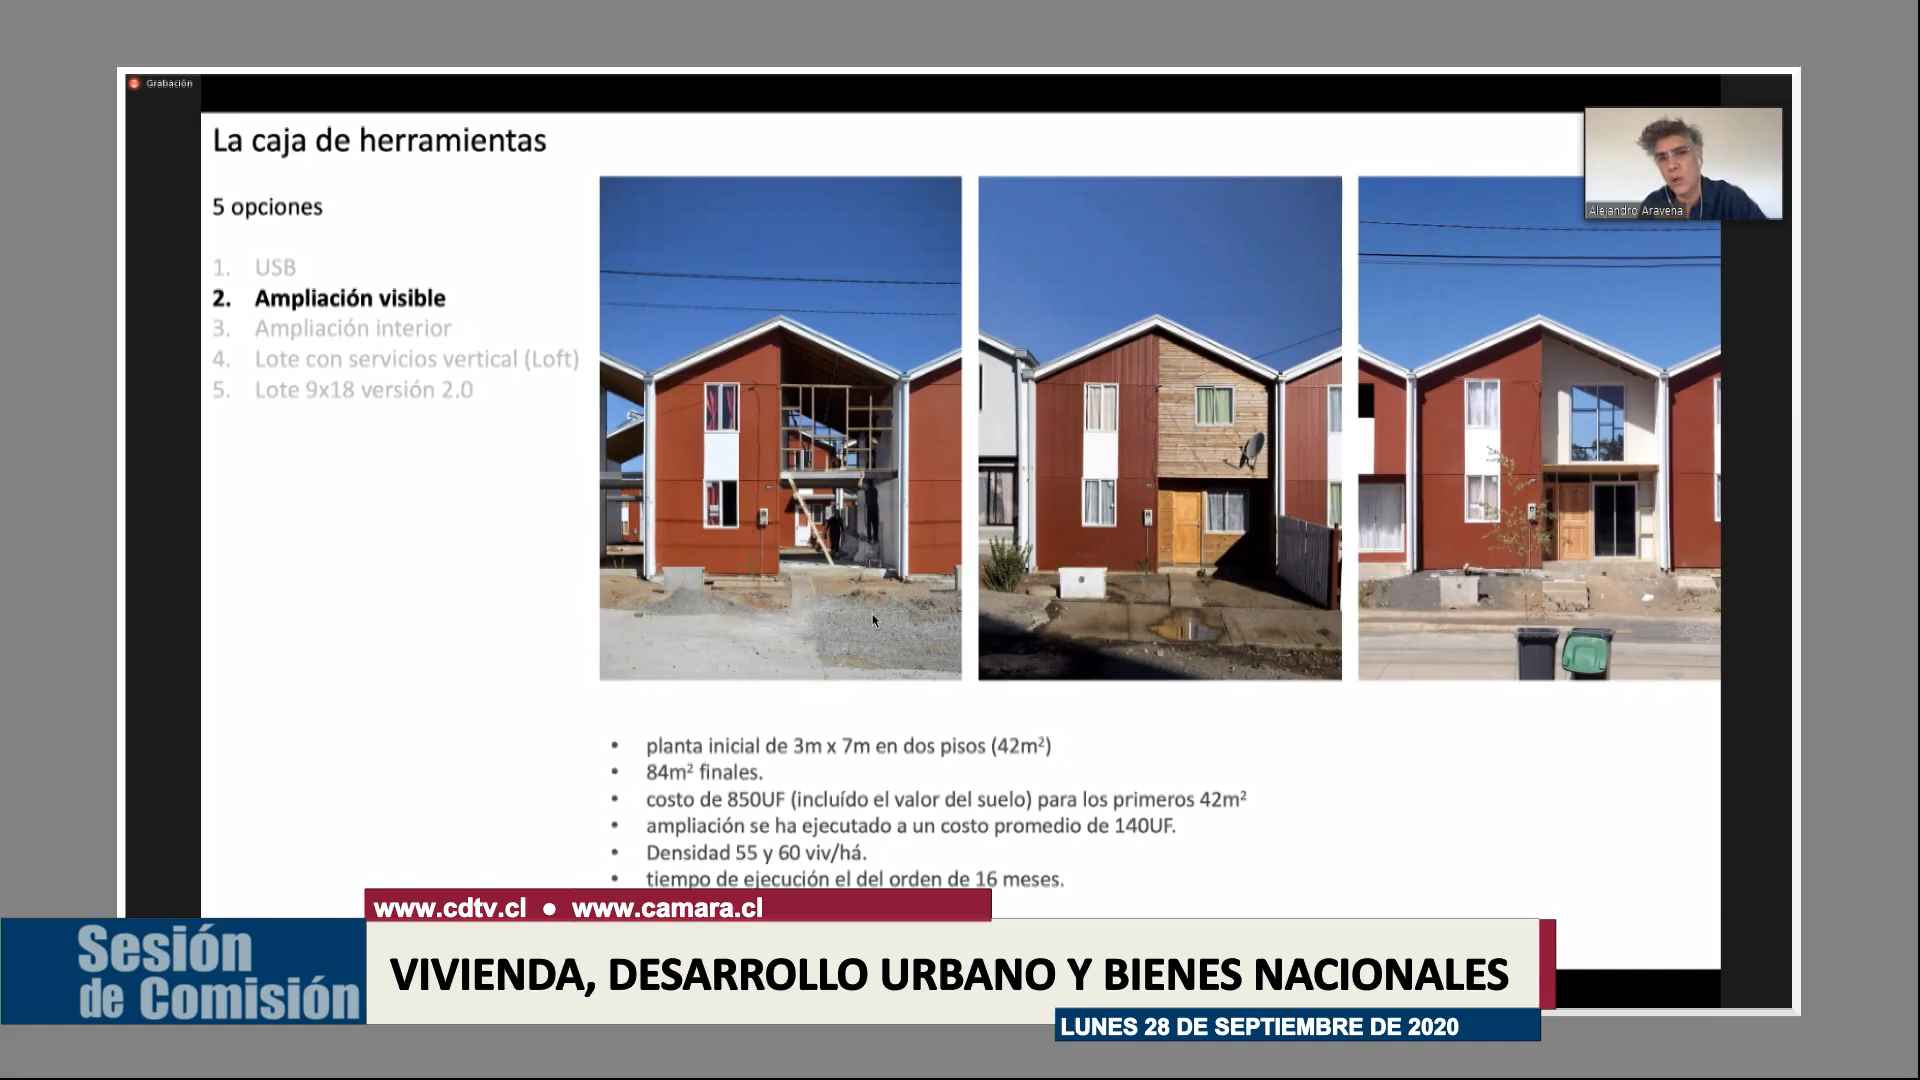 Grabación
La caja de herramientas
5 opciones
1. USB
2. Ampliación visible
3. Ampliación interior
4. Lote con servicios vertical (Loft)
5. Lote 9x18 versión 2.0
Alejandro Aravena
• planta inicial de 3m x 7m en dos pisos (42m²)
• 84m² finales.
• costo de 850UF (incluído el valor del suelo) para los primeros 42m²
• ampliación se ha ejecutado a un costo promedio de 140UF.
• Densidad 55 y 60 viv/há.
• tiempo de ejecución el del orden de 16 meses.
www.cdtv.cl ● www.camara.cl
Sesión
de Comisión
VIVIENDA, DESARROLLO URBANO Y BIENES NACIONALES
LUNES 28 DE SEPTIEMBRE DE 2020